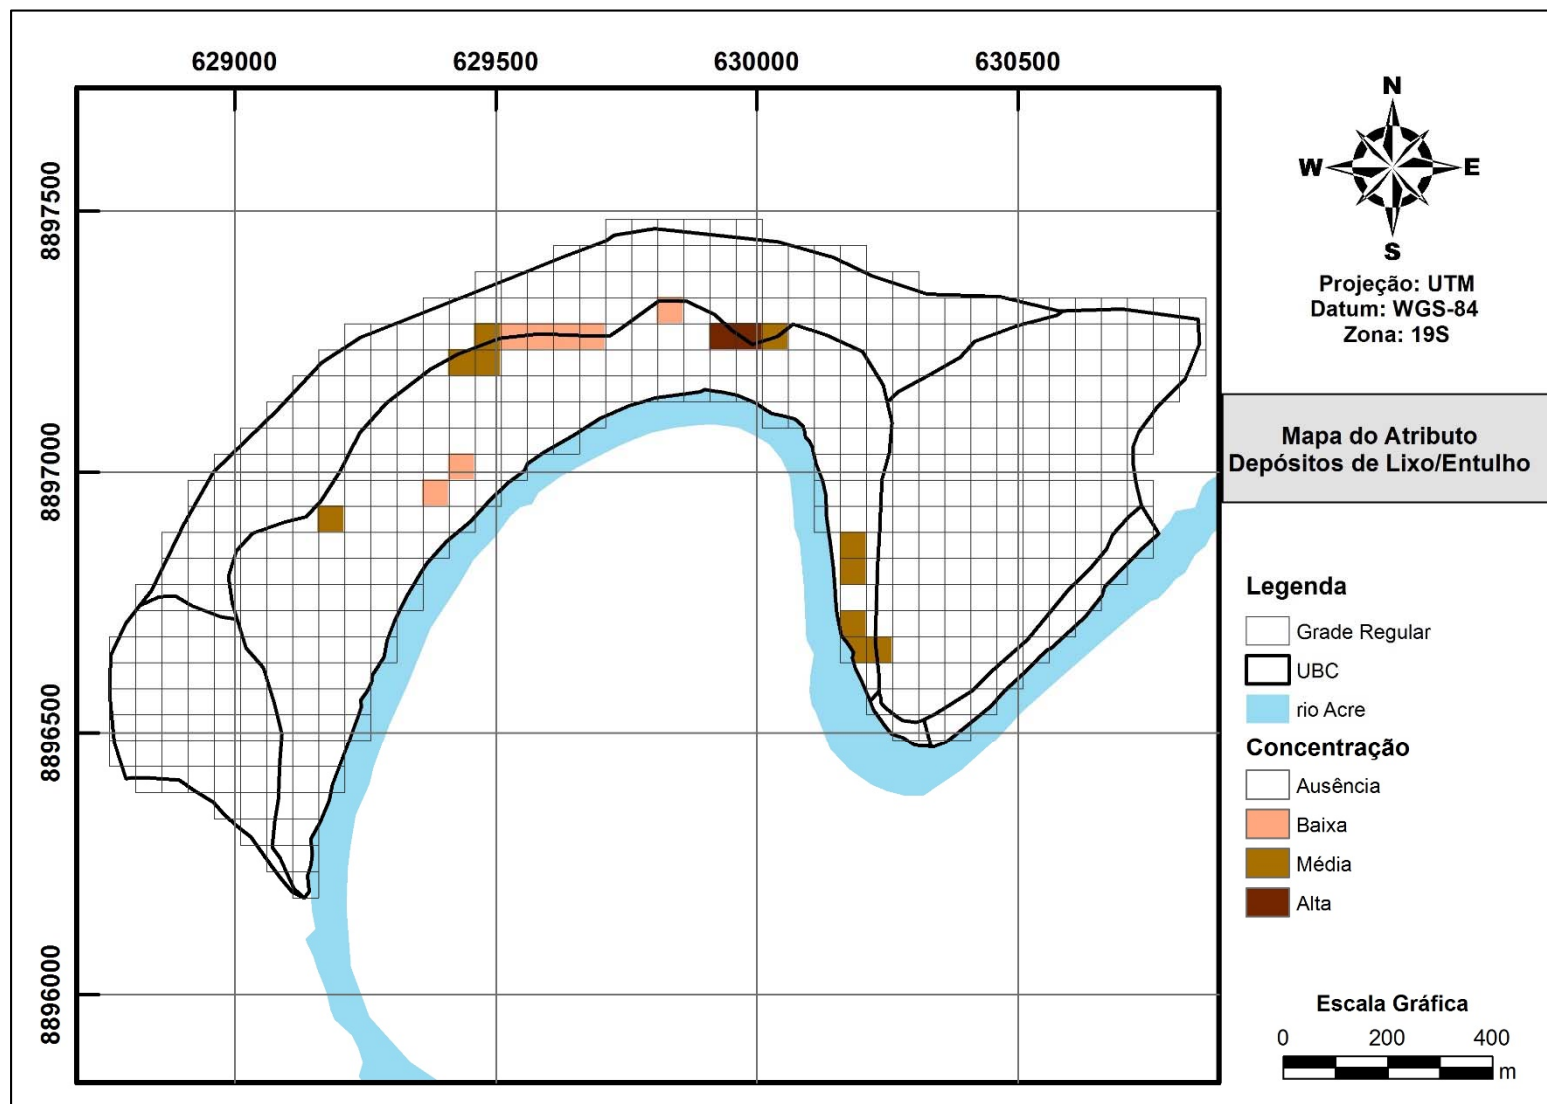 629000 629500 630000 630500
8897500
8897000
8896500
8896000
N
W E
S
Projeção: UTM
Datum: WGS-84
Zona: 19S
Mapa do Atributo
Depósitos de Lixo/Entulho
Legenda
Grade Regular
UBC
rio Acre
Concentração
Ausência
Baixa
Média
Alta
Escala Gráfica
0 200 400
m